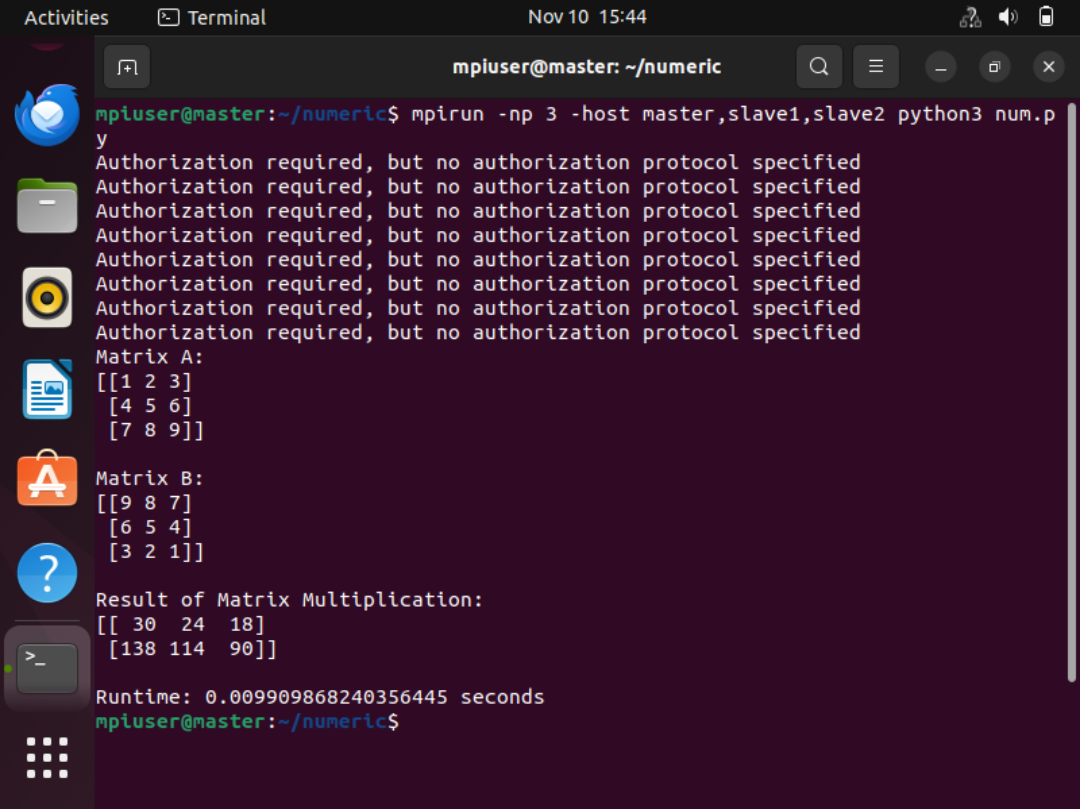 Activities Terminal Nov 10 15:44
mpiuser@master: ~/numeric
mpiuser@master:~/numeric$ mpirun -np 3 -host master,slave1,slave2 python3 num.p
y
Authorization required, but no authorization protocol specified
Authorization required, but no authorization protocol specified
Authorization required, but no authorization protocol specified
Authorization required, but no authorization protocol specified
Authorization required, but no authorization protocol specified
Authorization required, but no authorization protocol specified
Authorization required, but no authorization protocol specified
Authorization required, but no authorization protocol specified
Matrix A:
[[1 2 3]
 [4 5 6]
 [7 8 9]]

Matrix B:
[[9 8 7]
 [6 5 4]
 [3 2 1]]

Result of Matrix Multiplication:
[[ 30  24  18]
 [138 114  90]]

Runtime: 0.009909868240356445 seconds
mpiuser@master:~/numeric$